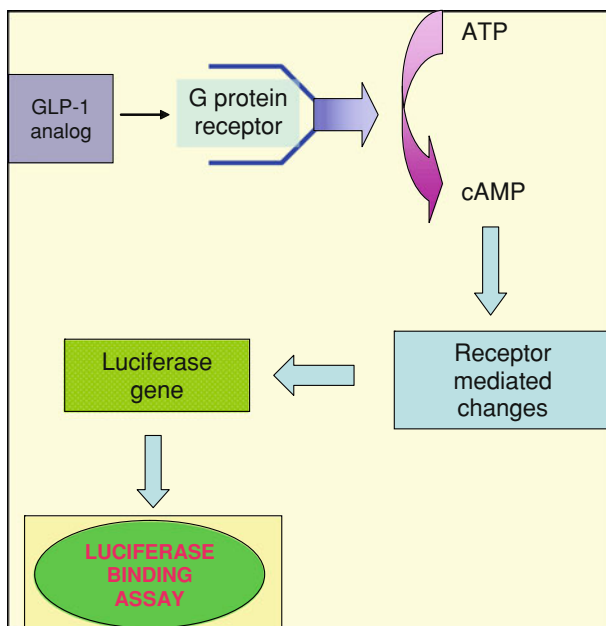 ATP
GLP-1
analog
G protein
receptor
cAMP
Receptor
mediated
changes
Luciferase
gene
LUCIFERASE
BINDING
ASSAY